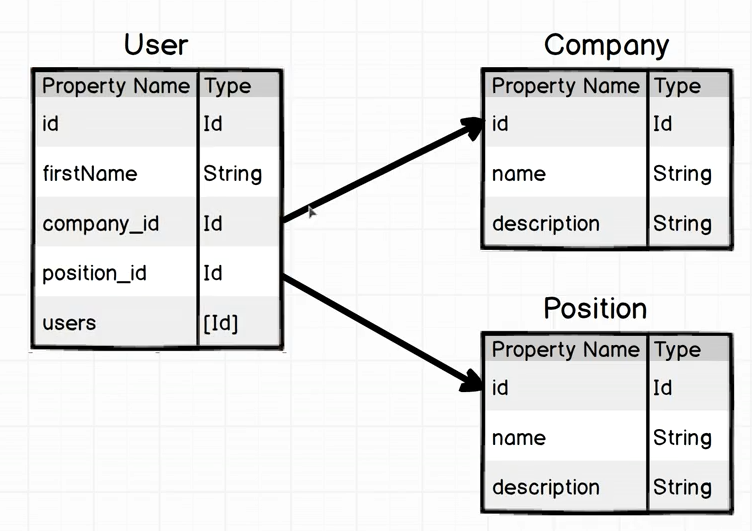 User
Property Name Type
id Id
firstName String
company_id Id
position_id Id
users [Id]
Company
Property Name Type
id Id
name String
description String
Position
Property Name Type
id Id
name String
description String